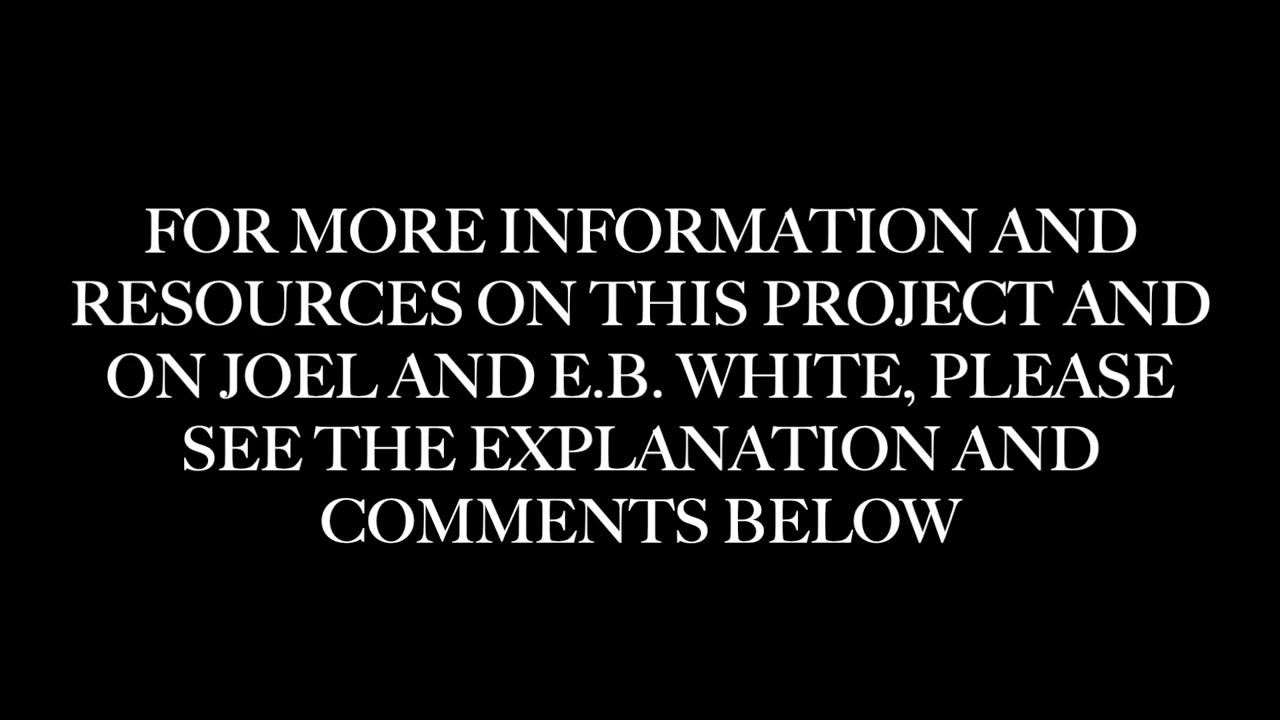 FOR MORE INFORMATION AND
RESOURCES ON THIS PROJECT AND
ON JOEL AND E.B. WHITE, PLEASE
SEE THE EXPLANATION AND
COMMENTS BELOW